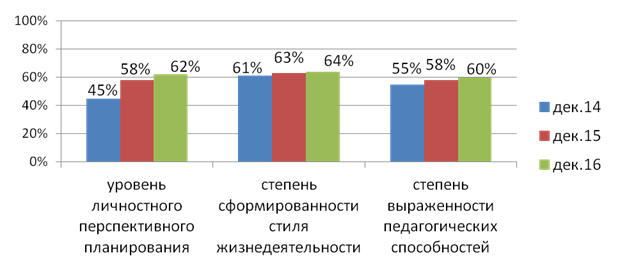 100%
80%
60%
40%
20%
0%
45%
58%
62%
61%
63%
64%
55%
58%
60%
уровень
личностного
перспективного
планирования
степень
сформированности
стиля
жизнедеятельности
степень
выраженности
педагогических
способностей
дек.14
дек.15
дек.16